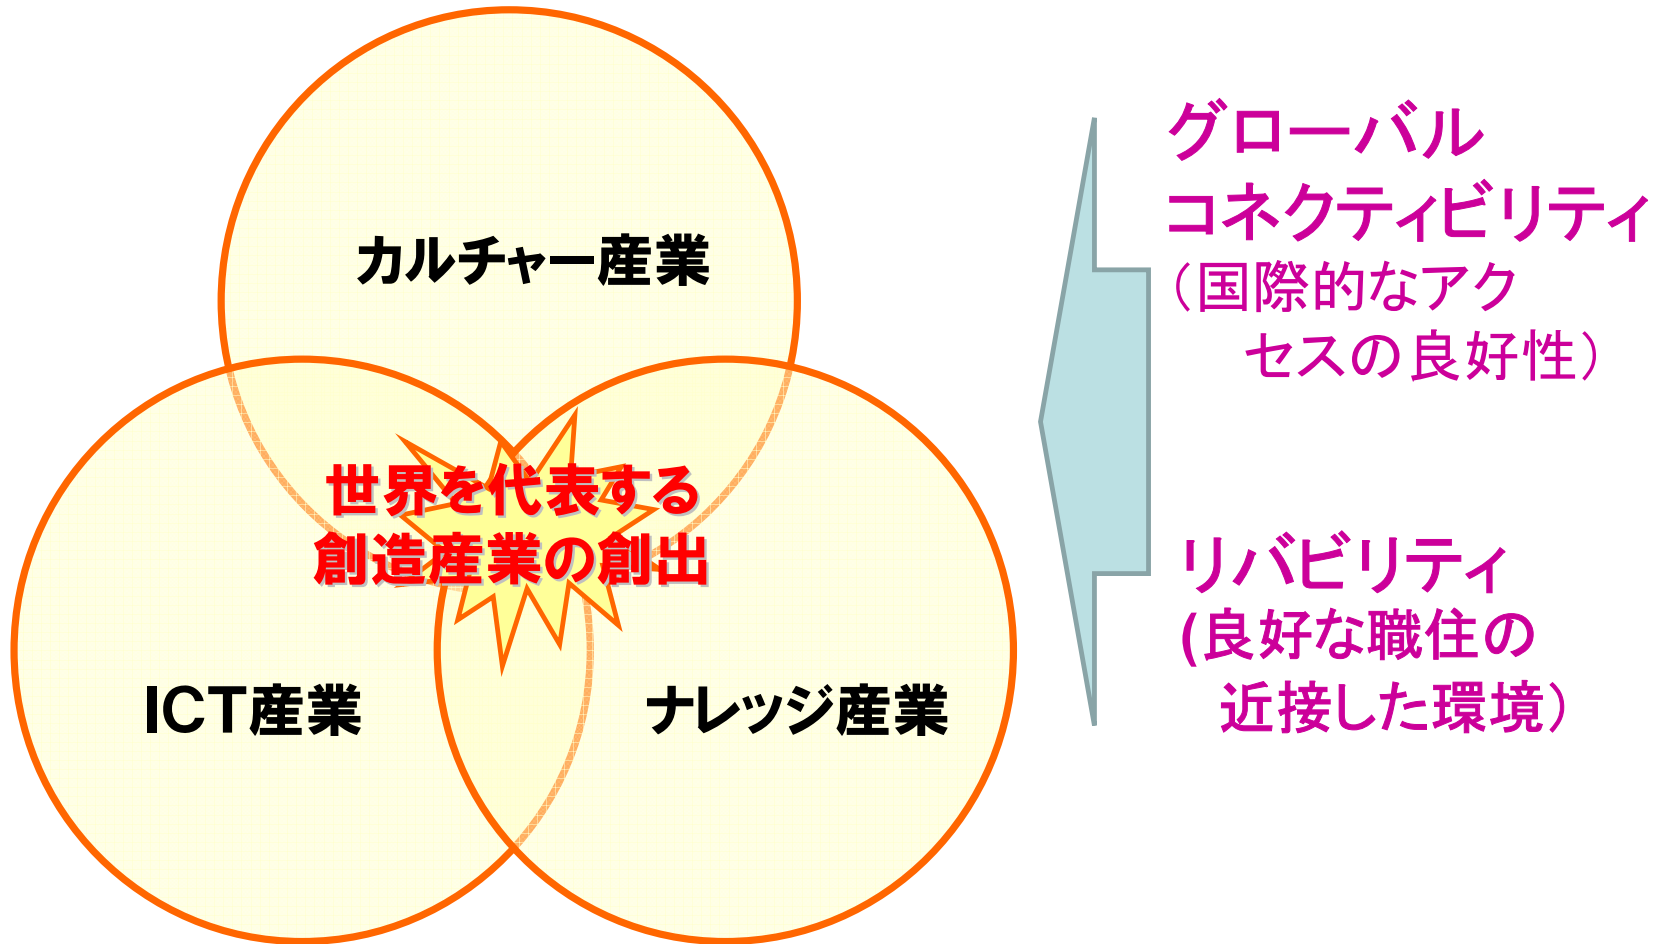 カルチャー産業
世界を代表する
創造産業の創出
ICT産業
ナレッジ産業
グローバル
コネクティビリティ
（国際的なアク
セスの良好性）
リバビリティ
(良好な職住の
近接した環境）